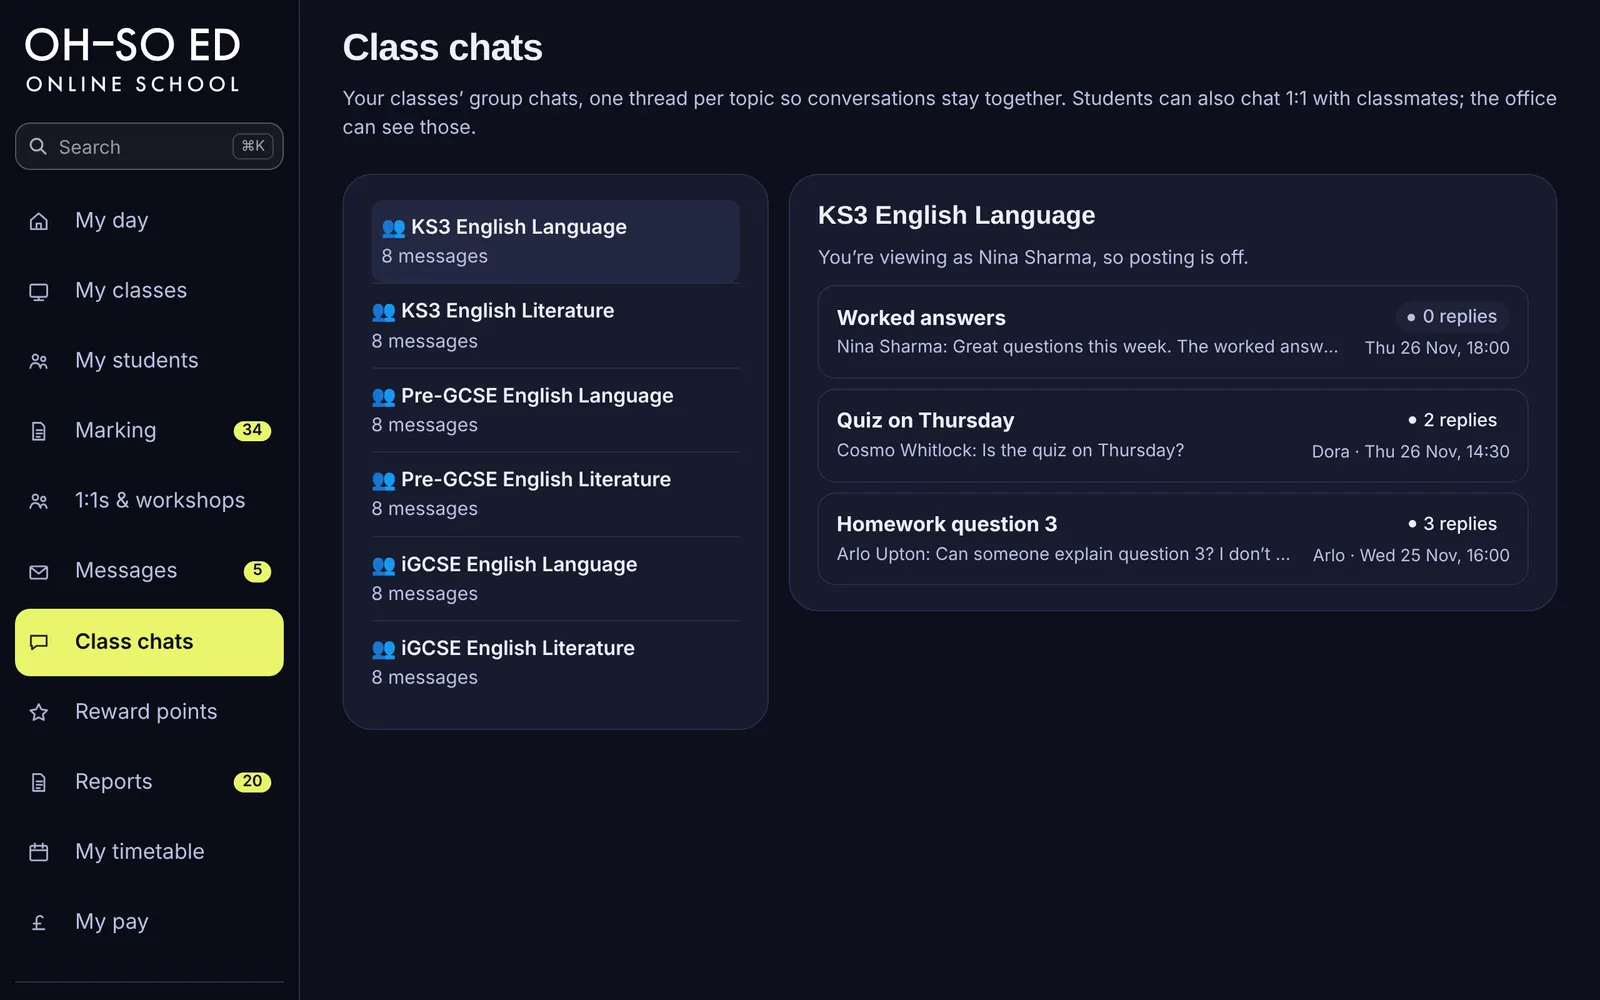 OH–SO ED
ONLINE SCHOOL
Search
⌘K
My day
My classes
My students
Marking
34
1:1s & workshops
Messages
5
Class chats
Reward points
Reports
20
My timetable
£
My pay
Class chats
Your classes’ group chats, one thread per topic so conversations stay together. Students can also chat 1:1 with classmates; the office
can see those.
KS3 English Language
8 messages
KS3 English Literature
8 messages
Pre-GCSE English Language
8 messages
Pre-GCSE English Literature
8 messages
iGCSE English Language
8 messages
iGCSE English Literature
8 messages
KS3 English Language
You’re viewing as Nina Sharma, so posting is off.
Worked answers
• 0 replies
Nina Sharma: Great questions this week. The worked answ...
Thu 26 Nov, 18:00
Quiz on Thursday
• 2 replies
Cosmo Whitlock: Is the quiz on Thursday?
Dora · Thu 26 Nov, 14:30
Homework question 3
• 3 replies
Arlo Upton: Can someone explain question 3? I don’t ...
Arlo · Wed 25 Nov, 16:00